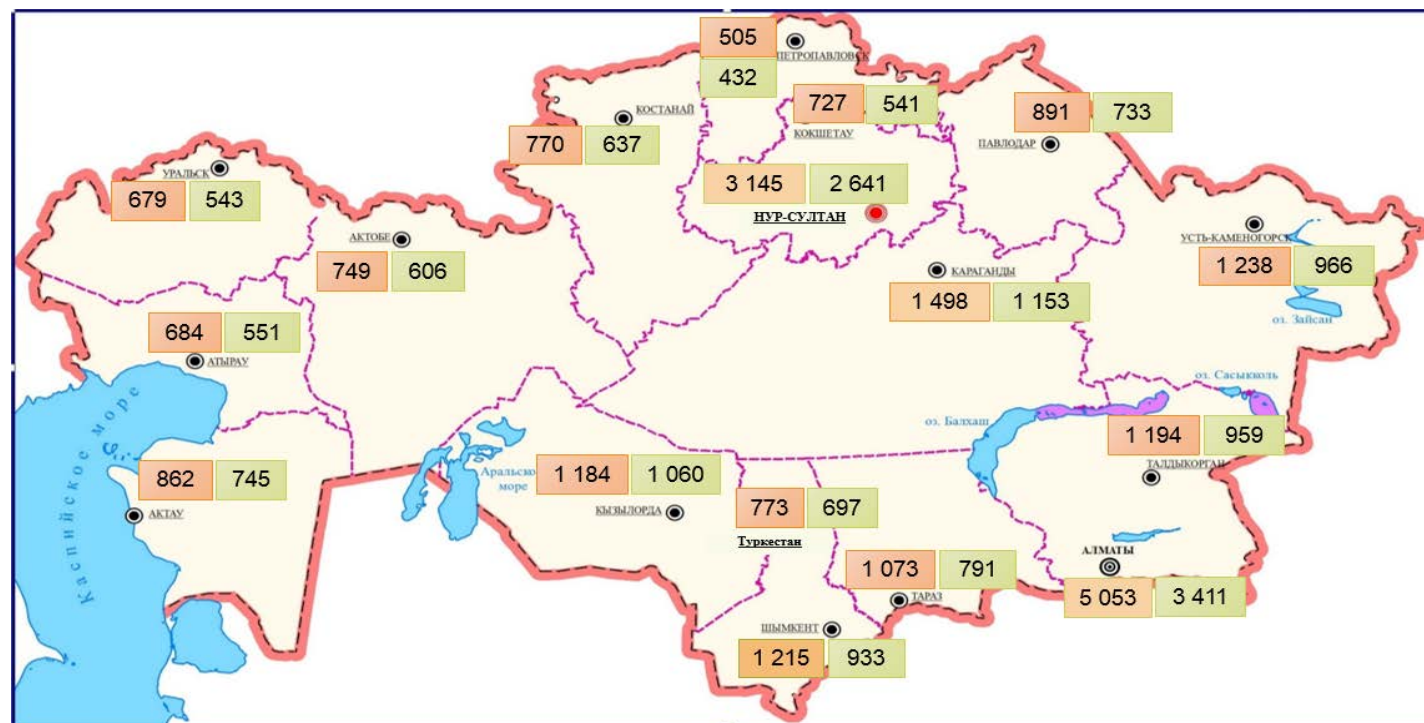 505
ПЕТРОПАВЛОВСК
432
727 541
КОКШЕТАУ
КОСТАНАЙ
770 637
891 733
ПАВЛОДАР
3 145 2 641
НУР-СУЛТАН
УРАЛЬСК
679 543
АКТОБЕ
749 606
УСТЬ-КАМЕНОГОРСК
1 238 966
оз. Зайсан
КАРАГАНДЫ
1 498 1 153
684 551
АТЫРАУ
оз. Сасыкколь
оз. Балхаш
1 194 959
ТАЛДЫКОРГАН
Каспийское море
862 745
АКТАУ
Аральско
море
1 184 1 060
КЫЗЫЛОРДА
773 697
Туркестан
1 073 791
ТАРАЗ
АЛМАТЫ
5 053 3 411
ШЫМКЕНТ
1 215 933